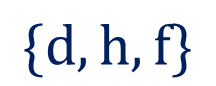 {d, h, f}